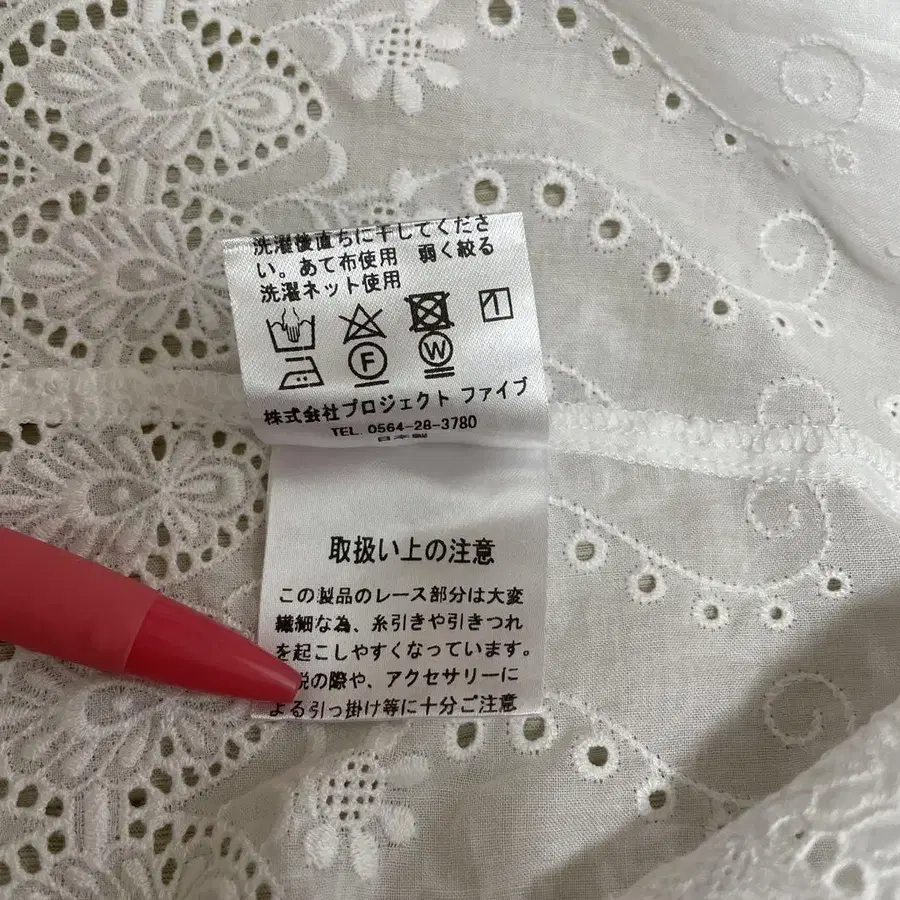 洗濯後直ちに干してくださ
い。あて布使用 弱く絞る
洗濯ネット使用
F W
株式会社プロジェクト ファイブ
TEL. 0564-28-3780
日本製
取扱い上の注意
この製品のレース部分は大変
繊細な為、糸引きや引きつれ
を起こしやすくなっています。
脱の際や、アクセサリーに
よる引っ掛け等に十分ご注意